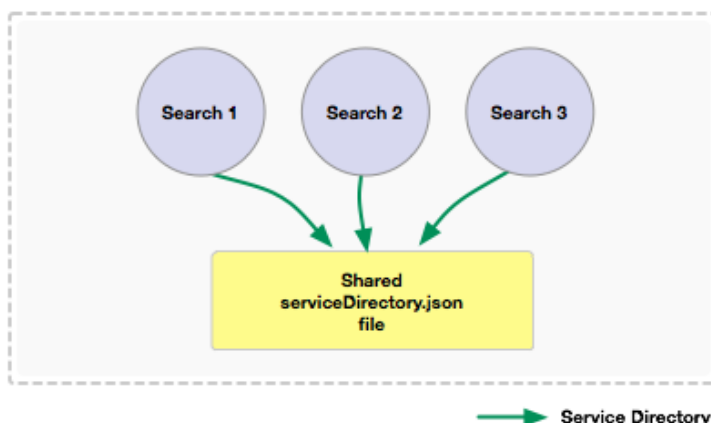 Search 1
Search 2
Search 3
Shared
serviceDirectory.json
file
Service Directory